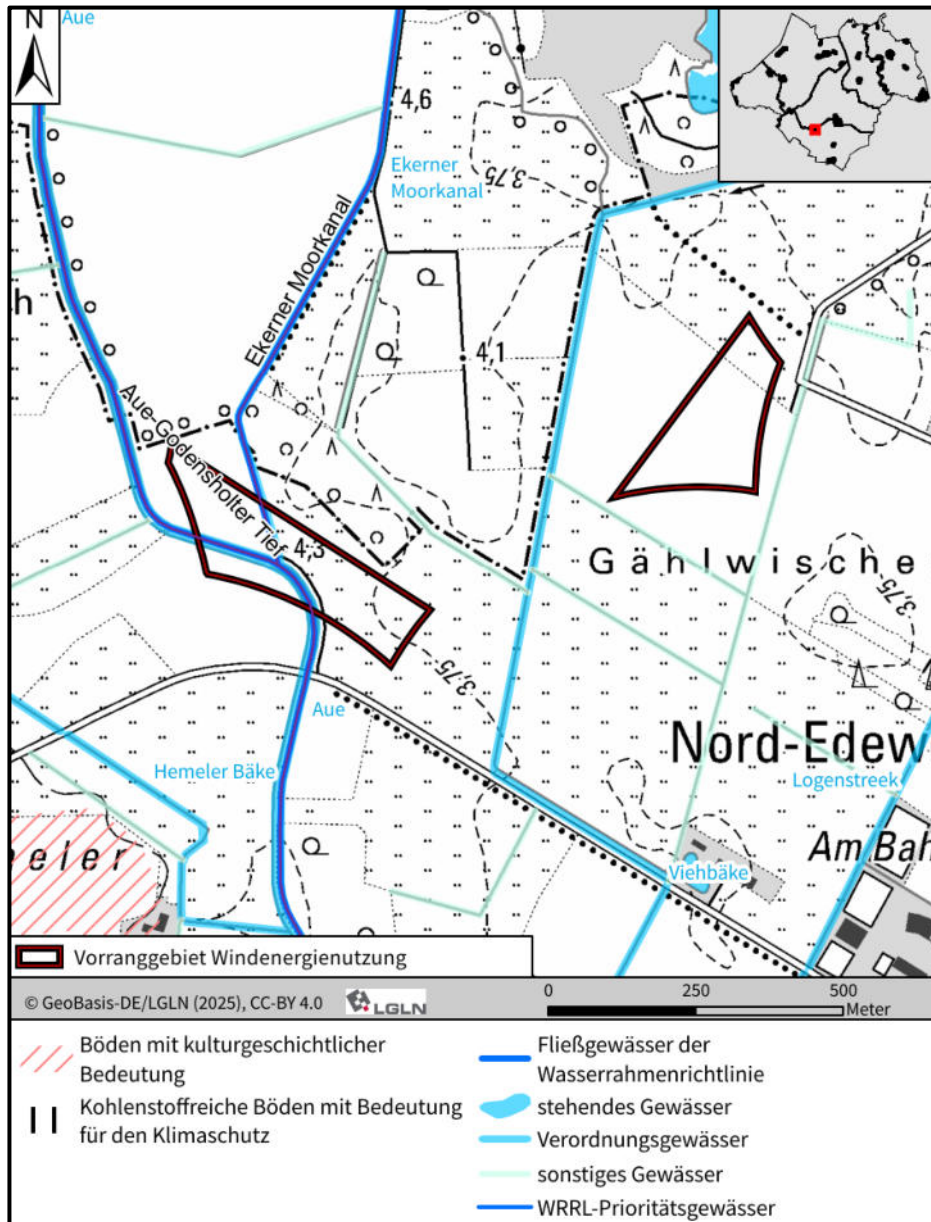 N
Aue
4,6
Ekerner
Moorkanal
3,75
Ekerner Moorkanal
h
4,1
Aue-Godensholter Tief
4,3
Gählwische
3,75
3,75
Aue
Nord-Edew
Hemeler Bäke
Logenstreek
eier
Am Bah
Viehbäke
Vorranggebiet Windenergienutzung
© GeoBasis-DE/LGLN (2025), CC-BY 4.0
LGLN
0 250 500
Meter
Böden mit kulturgeschichtlicher
Bedeutung
Kohlenstoffreiche Böden mit Bedeutung
für den Klimaschutz
Fließgewässer der
Wasserrahmenrichtlinie
stehendes Gewässer
Verordnungsgewässer
sonstiges Gewässer
WRRL-Prioritätsgewässer